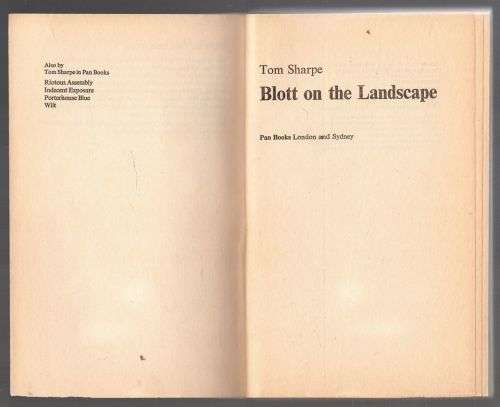 Also by
Tom Sharpe in Pan Books
Riotous Assembly
Indecent Exposure
Porterhouse Blue
Wilt
Tom Sharpe
Blott on the Landscape
Pan Books London and Sydney